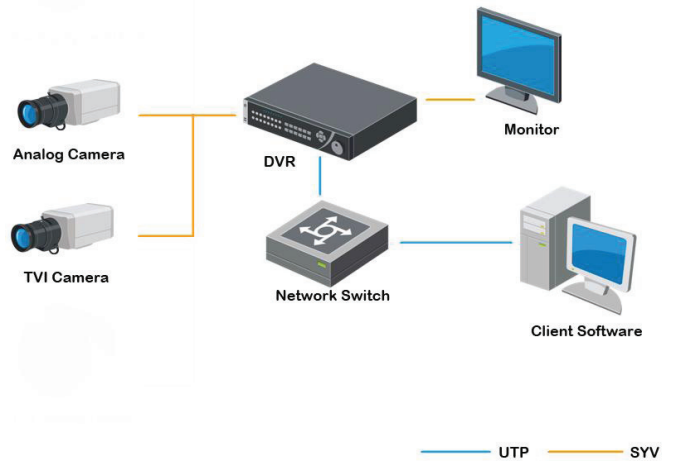 Analog Camera
DVR
Monitor
TVI Camera
Network Switch
Client Software
UTP
SYV